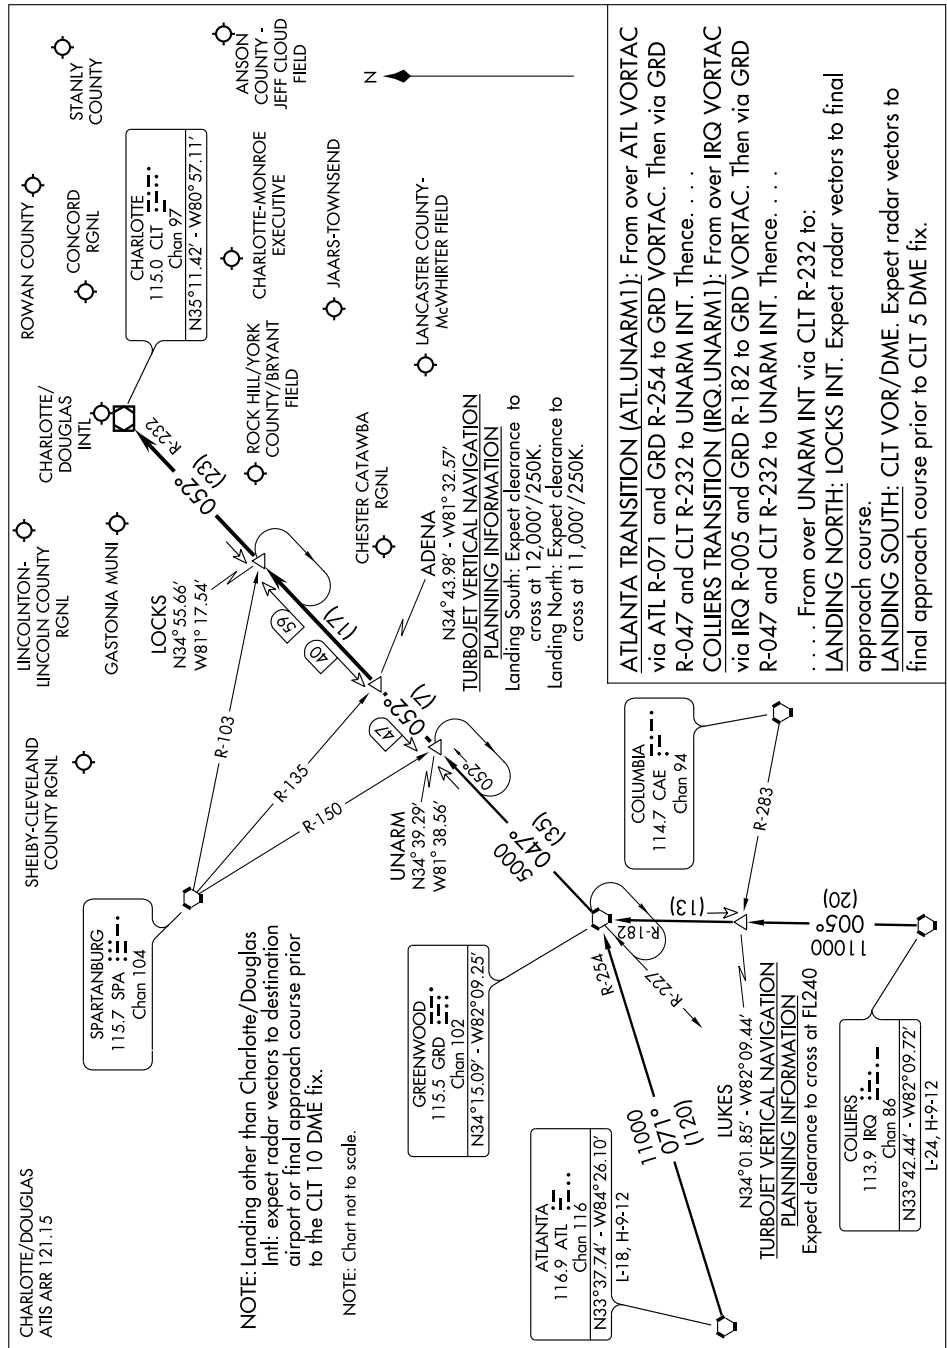 CHARLOTTE/DOUGLAS
ATIS ARR 121.15
SHELBY-CLEVELAND
COUNTY RGNL
LINCOLNTON-
LINCOLN COUNTY
RGNL
GASTONIA MUNI
CHARLOTTE/
DOUGLAS
INTL
ROWAN COUNTY
CONCORD
RGNL
STANLY
COUNTY
ANSON
COUNTY -
JEFF CLOUD
FIELD
CHARLOTTE
115.0 CLT
Chan 97
N35°11.42' - W80°57.11'
CHARLOTTE-MONROE
EXECUTIVE
JAARS-TOWNSEND
ROCK HILL/YORK
COUNTY/BRYANT
FIELD
LANCASTER COUNTY-
McWHIRTER FIELD
CHESTER CATAWBA
RGNL
N
SPARTANBURG
115.7 SPA
Chan 104
R-103
R-135
R-150
R-232
052°
(23)
LOCKS
N34°55.66'
W81°17.54'
59
40
(17)
ADENA
N34°43.98' - W81°32.57'
TURBOJET VERTICAL NAVIGATION
PLANNING INFORMATION
Landing South: Expect clearance to
cross at 12,000'/250K.
Landing North: Expect clearance to
cross at 11,000'/250K.
47
052°
(7)
UNARM
N34°39.29'
W81°38.56'
052°
5000
047°
(35)
NOTE: Landing other than Charlotte/Douglas
Intl: expect radar vectors to destination
airport or final approach course prior
to the CLT 10 DME fix.
NOTE: Chart not to scale.
GREENWOOD
115.5 GRD
Chan 102
N34°15.09' - W82°09.25'
R-254
R-182
R-227
(13)
COLUMBIA
114.7 CAE
Chan 94
R-283
ATLANTA
116.9 ATL
Chan 116
N33°37.74' - W84°26.10'
L-18, H-9-12
11000
071°
(120)
LUKES
N34°01.85' - W82°09.44'
TURBOJET VERTICAL NAVIGATION
PLANNING INFORMATION
Expect clearance to cross at FL240
11000
005°
(20)
COLLIERS
113.9 IRQ
Chan 86
N33°42.44' - W82°09.72'
L-24, H-9-12
ATLANTA TRANSITION (ATL.UNARM1): From over ATL VORTAC
via ATL R-071 and GRD R-254 to GRD VORTAC. Then via GRD
R-047 and CLT R-232 to UNARM INT. Thence. . . .
COLLIERS TRANSITION (IRQ.UNARM1): From over IRQ VORTAC
via IRQ R-005 and GRD R-182 to GRD VORTAC. Then via GRD
R-047 and CLT R-232 to UNARM INT. Thence. . . .
. . . . From over UNARM INT via CLT R-232 to:
LANDING NORTH: LOCKS INT. Expect radar vectors to final
approach course.
LANDING SOUTH: CLT VOR/DME. Expect radar vectors to
final approach course prior to CLT 5 DME fix.